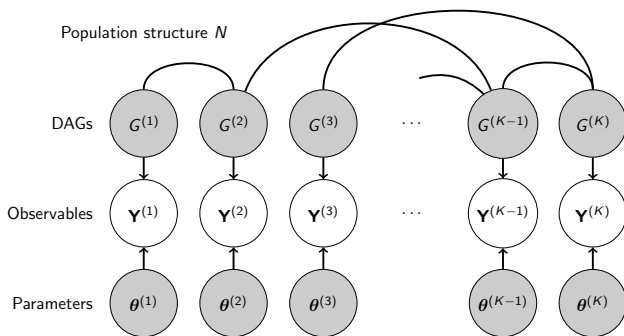 Population structure N
DAGs G^(1) G^(2) G^(3) ... G^(K−1) G^(K)
Observables Y^(1) Y^(2) Y^(3) ... Y^(K−1) Y^(K)
Parameters θ^(1) θ^(2) θ^(3) θ^(K−1) θ^(K)